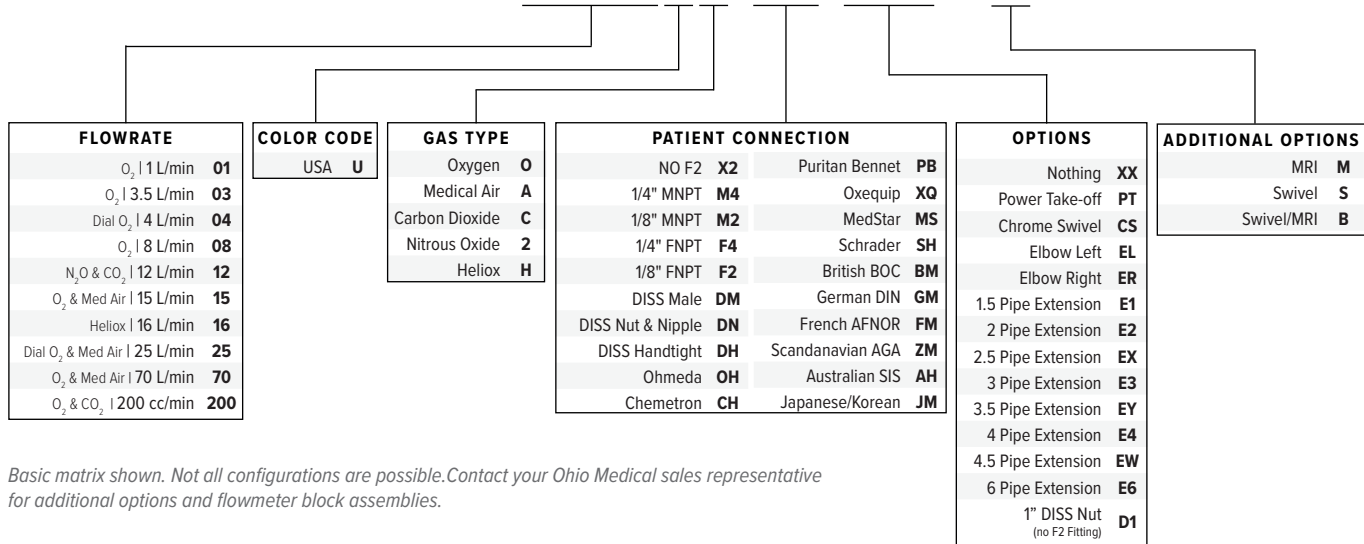 FLOWRATE
O₂ | 1 L/min 01
O₂ | 3.5 L/min 03
Dial O₂ | 4 L/min 04
O₂ | 8 L/min 08
N₂O & CO₂ | 12 L/min 12
O₂ & Med Air | 15 L/min 15
Heliox | 16 L/min 16
Dial O₂ & Med Air | 25 L/min 25
O₂ & Med Air | 70 L/min 70
O₂ & CO₂ | 200 cc/min 200
COLOR CODE
USA U
GAS TYPE
Oxygen O
Medical Air A
Carbon Dioxide C
Nitrous Oxide 2
Heliox H
PATIENT CONNECTION
NO F2 X2
1/4" MNPT M4
1/8" MNPT M2
1/4" FNPT F4
1/8" FNPT F2
DISS Male DM
DISS Nut & Nipple DN
DISS Handtight DH
Ohmeda OH
Chemetron CH
Puritan Bennet PB
Oxequip XQ
MedStar MS
Schrader SH
British BOC BM
German DIN GM
French AFNOR FM
Scandanavian AGA ZM
Australian SIS AH
Japanese/Korean JM
OPTIONS
Nothing XX
Power Take-off PT
Chrome Swivel CS
Elbow Left EL
Elbow Right ER
1.5 Pipe Extension E1
2 Pipe Extension E2
2.5 Pipe Extension EX
3 Pipe Extension E3
3.5 Pipe Extension EY
4 Pipe Extension E4
4.5 Pipe Extension EW
6 Pipe Extension E6
1” DISS Nut D1
(no F2 Fitting)
ADDITIONAL OPTIONS
MRI M
Swivel S
Swivel/MRI B
Basic matrix shown. Not all configurations are possible.Contact your Ohio Medical sales representative
for additional options and flowmeter block assemblies.